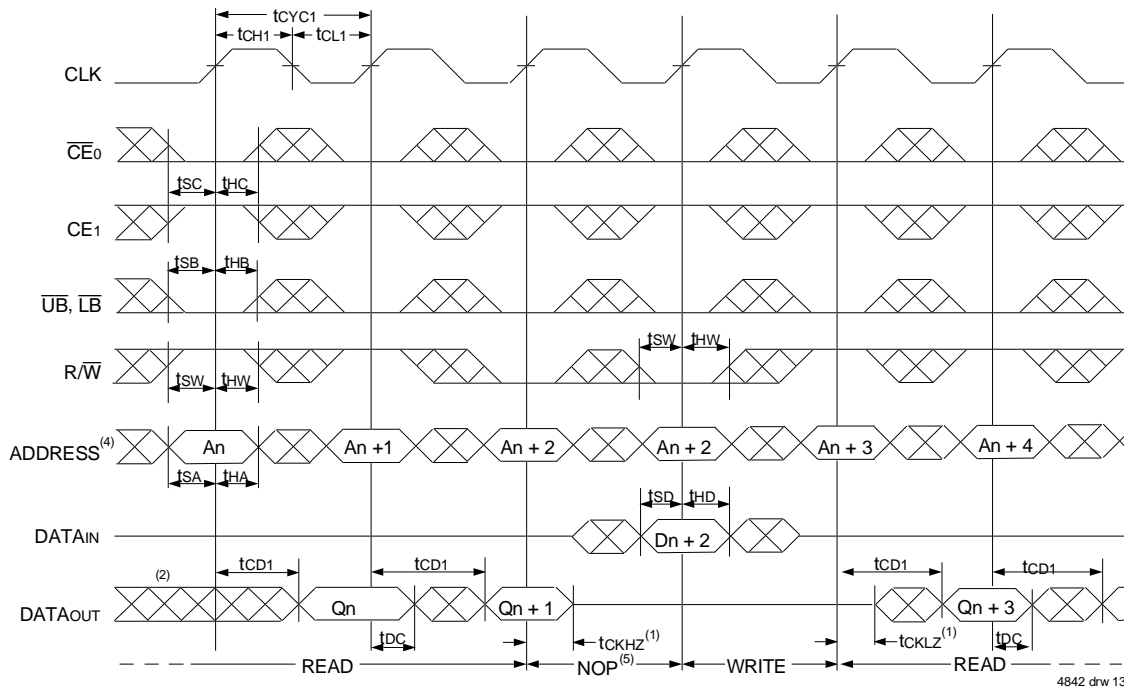 tCYC1
tCH1 tCL1
CLK
CE0
tSC tHC
CE1
tSB tHB
UB, LB
tSW tHW
R/W
tSW tHW
ADDRESS(4) An An +1 An + 2 An + 2 An + 3 An + 4
tSA tHA
tSD tHD
DATAIN Dn + 2
(2) tCD1 tCD1 tCD1 tCD1
DATAOUT Qn Qn + 1 Qn + 3
tDC tCKHZ(1) tCKLZ(1) tDC
READ NOP(5) WRITE READ
4842 drw 13